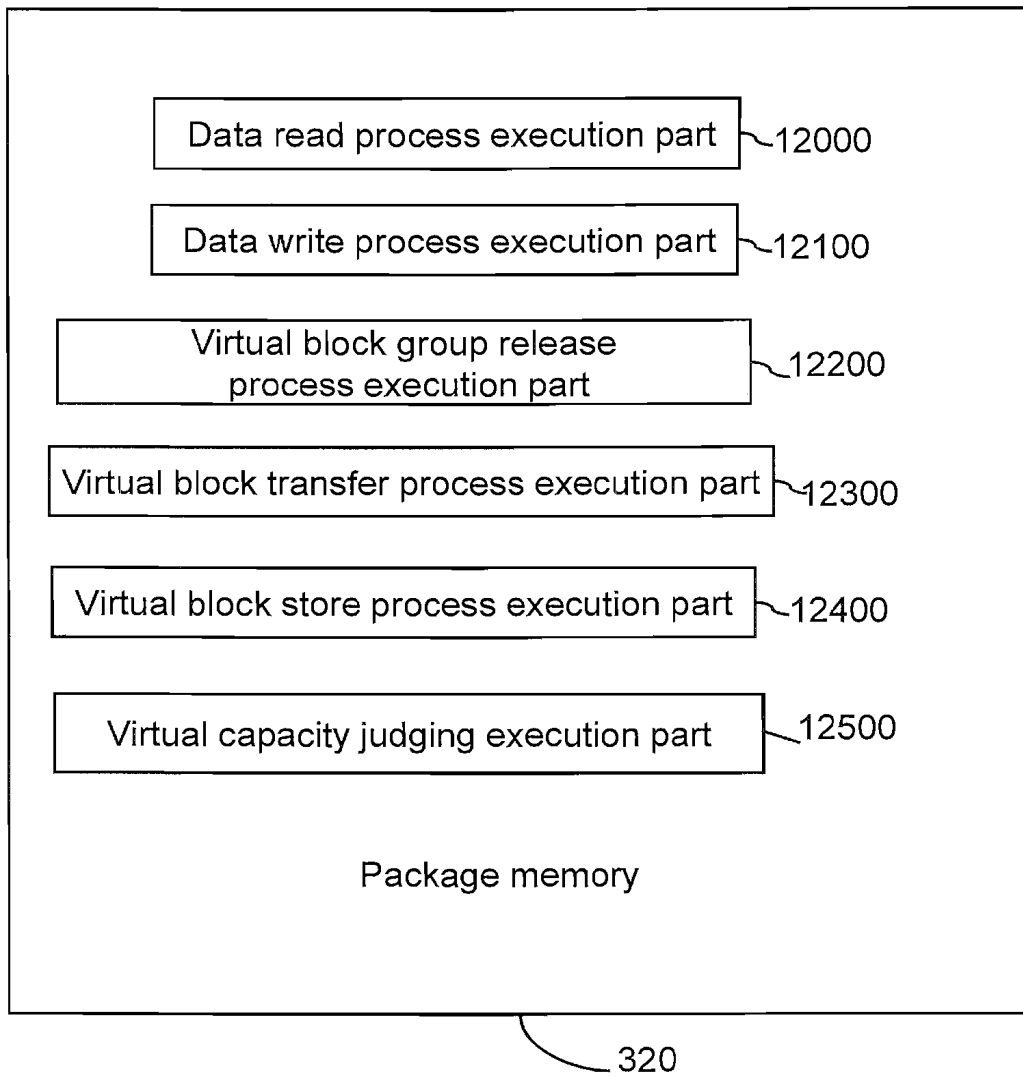 Data read process execution part
12000
Data write process execution part
12100
Virtual block group release
process execution part
12200
Virtual block transfer process execution part
12300
Virtual block store process execution part
12400
Virtual capacity judging execution part
12500
Package memory
320